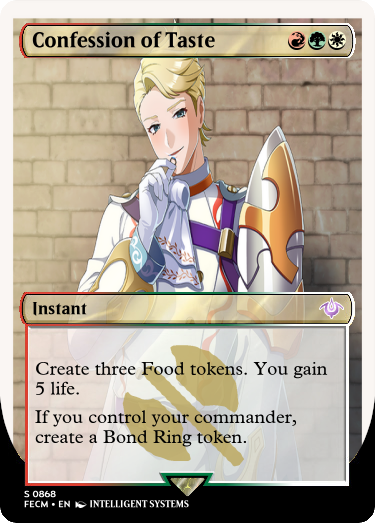 Confession of Taste
Instant
Create three Food tokens. You gain
5 life.
If you control your commander,
create a Bond Ring token.
S 0868
FECM • EN INTELLIGENT SYSTEMS